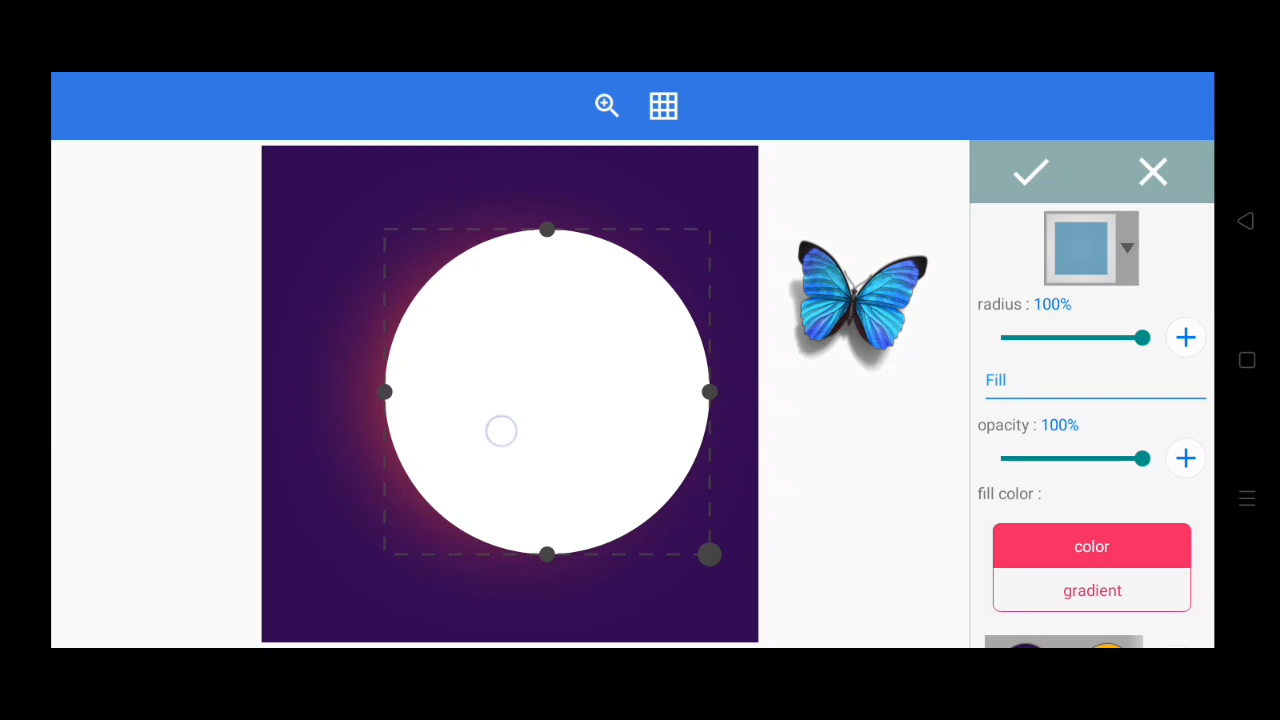 radius : 100%
Fill
opacity : 100%
fill color :
color
gradient